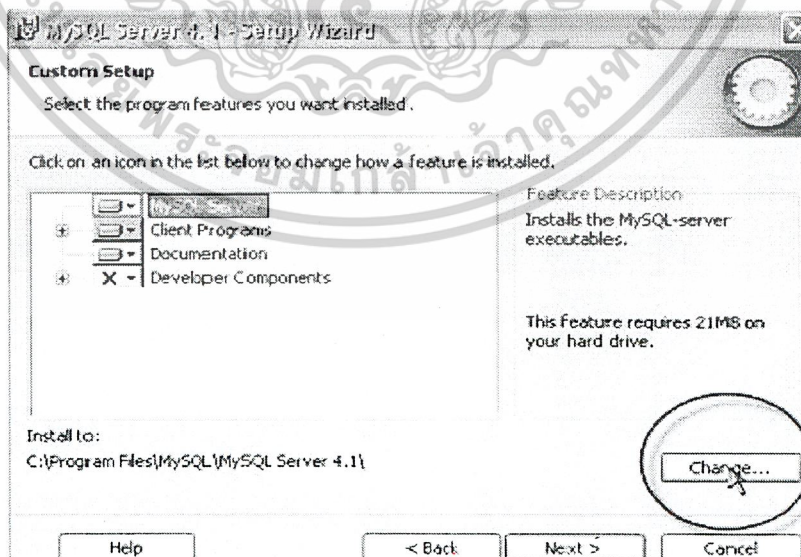 MySQL Server 4.1 - Setup Wizard
Custom Setup
Select the program features you want installed.
Click on an icon in the list below to change how a feature is installed.
MySQL Server
Client Programs
Documentation
Developer Components
Feature Description
Installs the MySQL-server
executables.
This feature requires 21MB on
your hard drive.
Install to:
C:\Program Files\MySQL\MySQL Server 4.1\
Change...
Help
< Back
Next >
Cancel